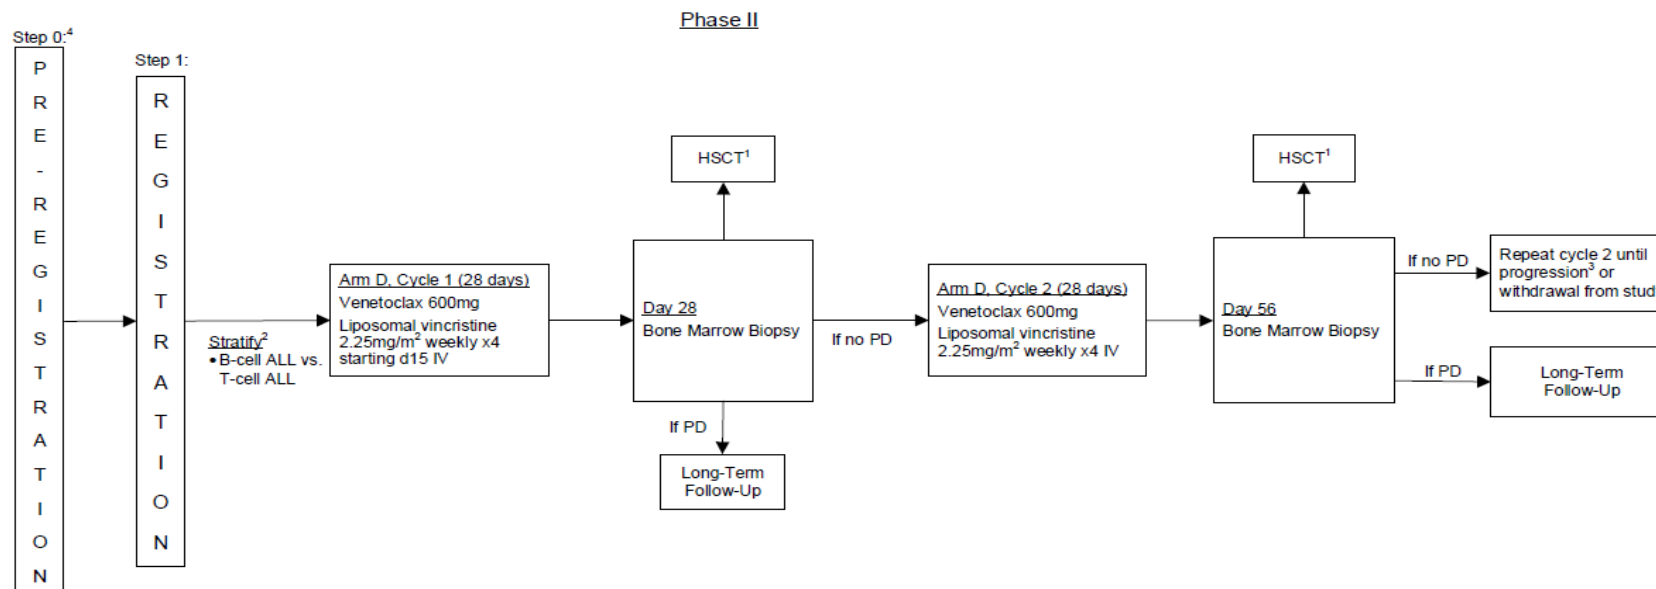 Phase II
Step 0:4
PRE-REGISTRATION
Step 1:
REGISTRATION
Stratify2
• B-cell ALL vs.
T-cell ALL
Arm D, Cycle 1 (28 days)
Venetoclax 600mg
Liposomal vincristine
2.25mg/m2 weekly x4
starting d15 IV
HSCT1
Day 28
Bone Marrow Biopsy
If PD
Long-Term
Follow-Up
If no PD
Arm D, Cycle 2 (28 days)
Venetoclax 600mg
Liposomal vincristine
2.25mg/m2 weekly x4 IV
HSCT1
Day 56
Bone Marrow Biopsy
If no PD
Repeat cycle 2 until
progression3 or
withdrawal from stud
If PD
Long-Term
Follow-Up